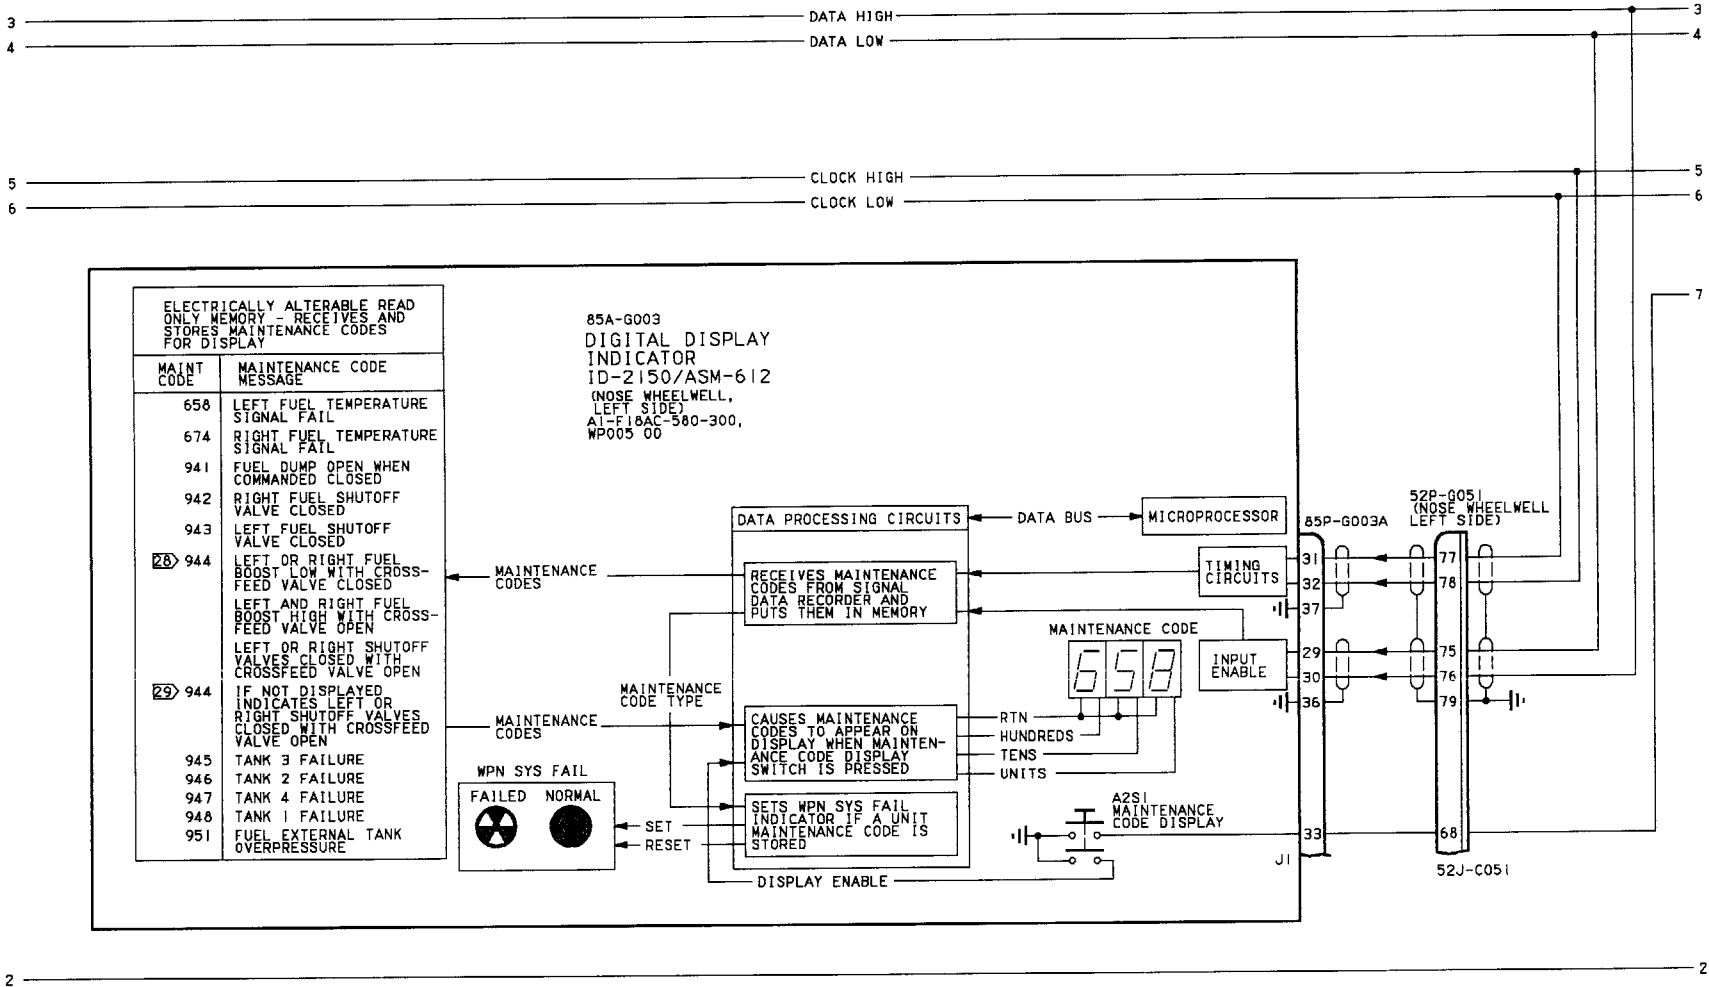 3 DATA HIGH 3
4 DATA LOW 4
5 CLOCK HIGH 5
6 CLOCK LOW 6
7
ELECTRICALLY ALTERABLE READ
ONLY MEMORY - RECEIVES AND
STORES MAINTENANCE CODES
FOR DISPLAY
MAINT
CODE
MAINTENANCE CODE
MESSAGE
658 LEFT FUEL TEMPERATURE
SIGNAL FAIL
674 RIGHT FUEL TEMPERATURE
SIGNAL FAIL
941 FUEL DUMP OPEN WHEN
COMMANDED CLOSED
942 RIGHT FUEL SHUTOFF
VALVE CLOSED
943 LEFT FUEL SHUTOFF
VALVE CLOSED
28 944 LEFT OR RIGHT FUEL
BOOST LOW WITH CROSS-
FEED VALVE CLOSED
LEFT AND RIGHT FUEL
BOOST HIGH WITH CROSS-
FEED VALVE OPEN
LEFT OR RIGHT SHUTOFF
VALVES CLOSED WITH
CROSSFEED VALVE OPEN
29 944 IF NOT DISPLAYED
INDICATES LEFT OR
RIGHT SHUTOFF VALVES
CLOSED WITH CROSSFEED
VALVE OPEN
945 TANK 3 FAILURE
946 TANK 2 FAILURE
947 TANK 4 FAILURE
948 TANK 1 FAILURE
951 FUEL EXTERNAL TANK
OVERPRESSURE
85A-G003
DIGITAL DISPLAY
INDICATOR
ID-2150/ASM-612
(NOSE WHEELWELL,
LEFT SIDE)
A1-F18AC-580-300,
WP005 00
MAINTENANCE
CODES
MAINTENANCE
CODE TYPE
MAINTENANCE
CODES
WPN SYS FAIL
FAILED NORMAL
SET
RESET
DATA PROCESSING CIRCUITS
DATA BUS
MICROPROCESSOR
RECEIVES MAINTENANCE
CODES FROM SIGNAL
DATA RECORDER AND
PUTS THEM IN MEMORY
CAUSES MAINTENANCE
CODES TO APPEAR ON
DISPLAY WHEN MAINTEN-
ANCE CODE DISPLAY
SWITCH IS PRESSED
SETS WPN SYS FAIL
INDICATOR IF A UNIT
MAINTENANCE CODE IS
STORED
DISPLAY ENABLE
TIMING
CIRCUITS
MAINTENANCE CODE
658
INPUT
ENABLE
RTN
HUNDREDS
TENS
UNITS
A2S1
MAINTENANCE
CODE DISPLAY
85P-G003A
52P-G051
(NOSE WHEELWELL
LEFT SIDE)
31 77
32 78
37
29 75
30 76
36 79
33 68
J1
52J-C051
2 2